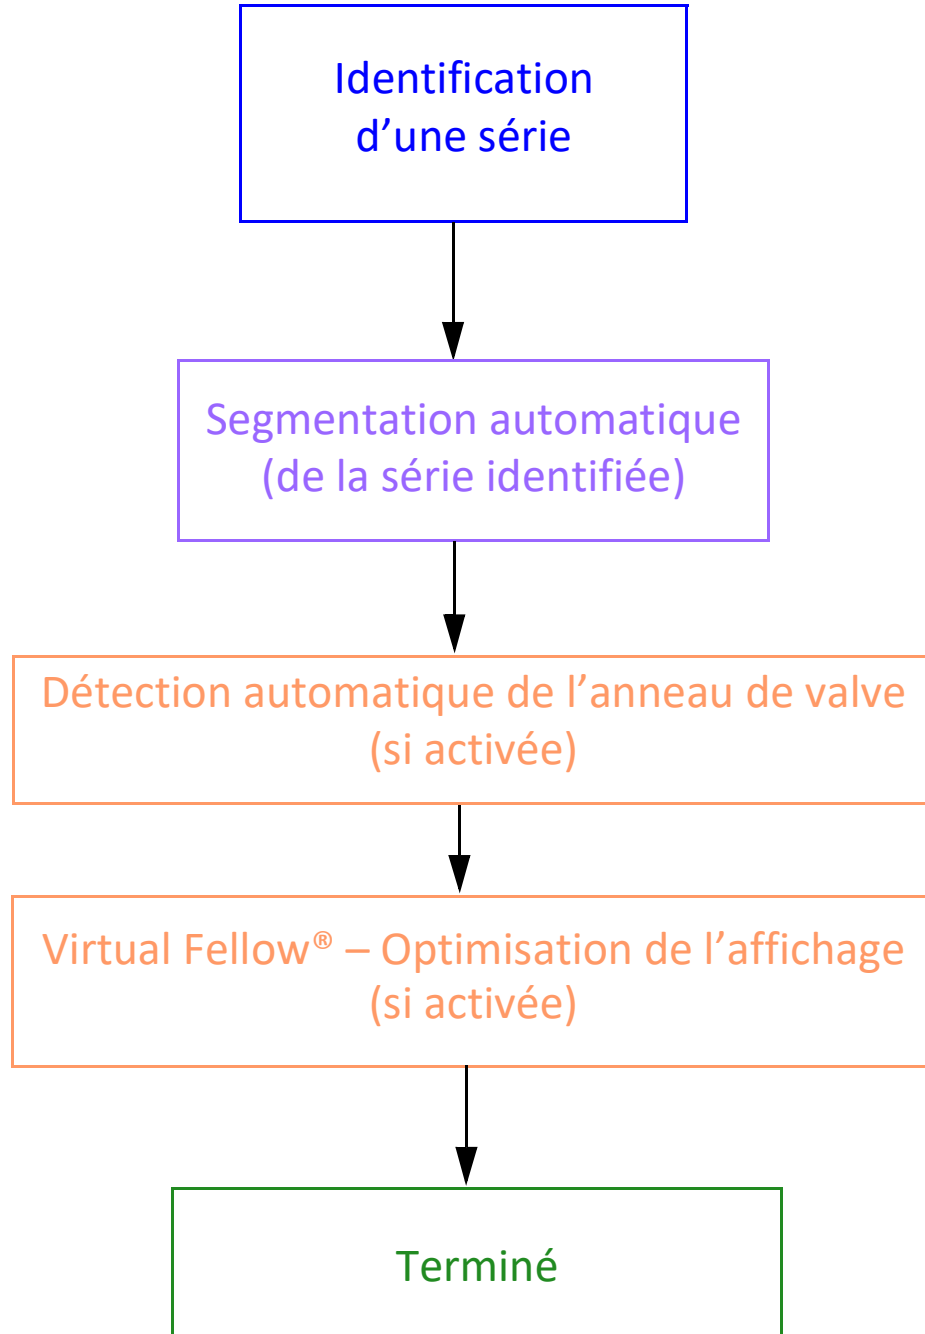 Identification
d’une série
Segmentation automatique
(de la série identifiée)
Détection automatique de l’anneau de valve
(si activée)
Virtual Fellow® – Optimisation de l’affichage
(si activée)
Terminé